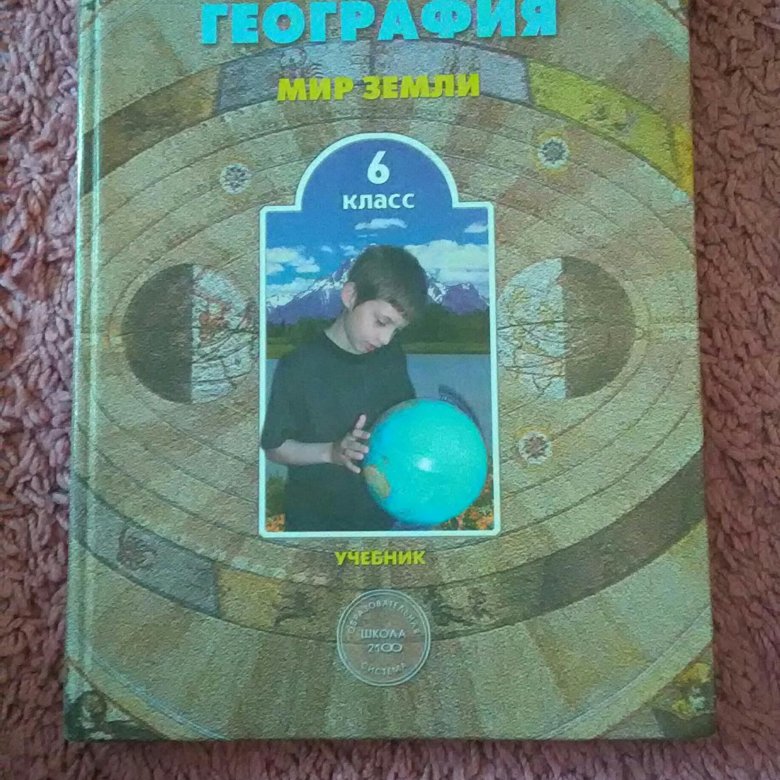 ГЕОГРАФИЯ
МИР ЗЕМЛИ
6
класс
УЧЕБНИК
ОБРАЗОВАТЕЛЬНАЯ
ШКОЛА
2100
СИСТЕМА